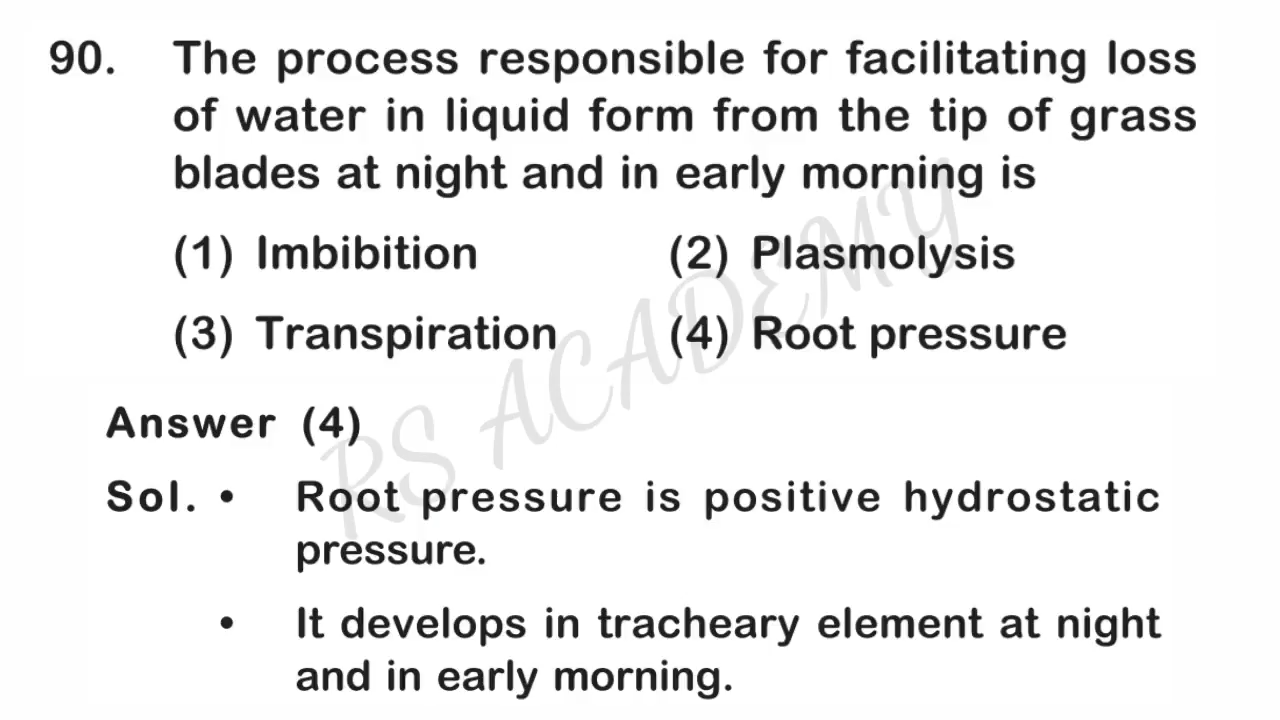 90. The process responsible for facilitating loss
of water in liquid form from the tip of grass
blades at night and in early morning is
(1) Imbibition (2) Plasmolysis
(3) Transpiration (4) Root pressure
RS ACADEMY
Answer (4)
Sol. • Root pressure is positive hydrostatic
pressure.
• It develops in tracheary element at night
and in early morning.